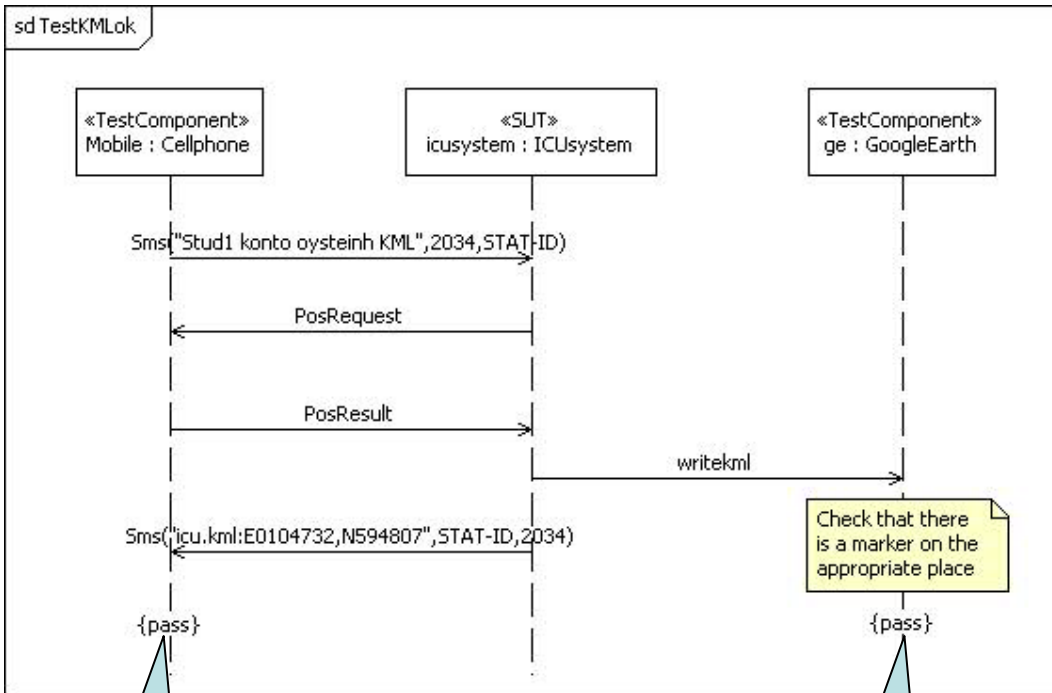 sd TestKMLok
«TestComponent»
Mobile : Cellphone
«SUT»
icusystem : ICUsystem
«TestComponent»
ge : GoogleEarth
Sms("Stud1 konto oysteinh KML",2034,STAT-ID)
PosRequest
PosResult
writekml
Sms("icu.kml:E0104732,N594807",STAT-ID,2034)
Check that there
is a marker on the
appropriate place
{pass}
{pass}